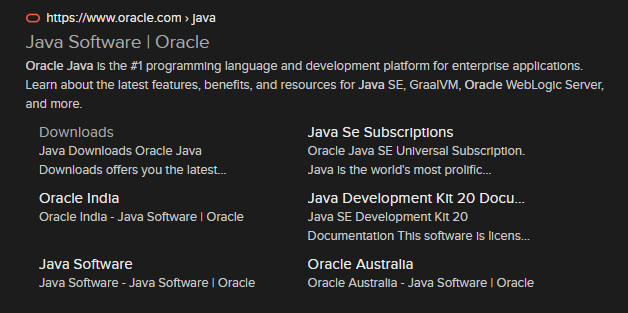 https://www.oracle.com › java
Java Software | Oracle
Oracle Java is the #1 programming language and development platform for enterprise applications.
Learn about the latest features, benefits, and resources for Java SE, GraalVM, Oracle WebLogic Server,
and more.
Downloads
Java Downloads Oracle Java
Downloads offers you the latest...
Java Se Subscriptions
Oracle Java SE Universal Subscription.
Java is the world's most prolific...
Oracle India
Oracle India - Java Software | Oracle
Java Development Kit 20 Docu...
Java SE Development Kit 20
Documentation This software is licens...
Java Software
Java Software - Java Software | Oracle
Oracle Australia
Oracle Australia - Java Software | Oracle